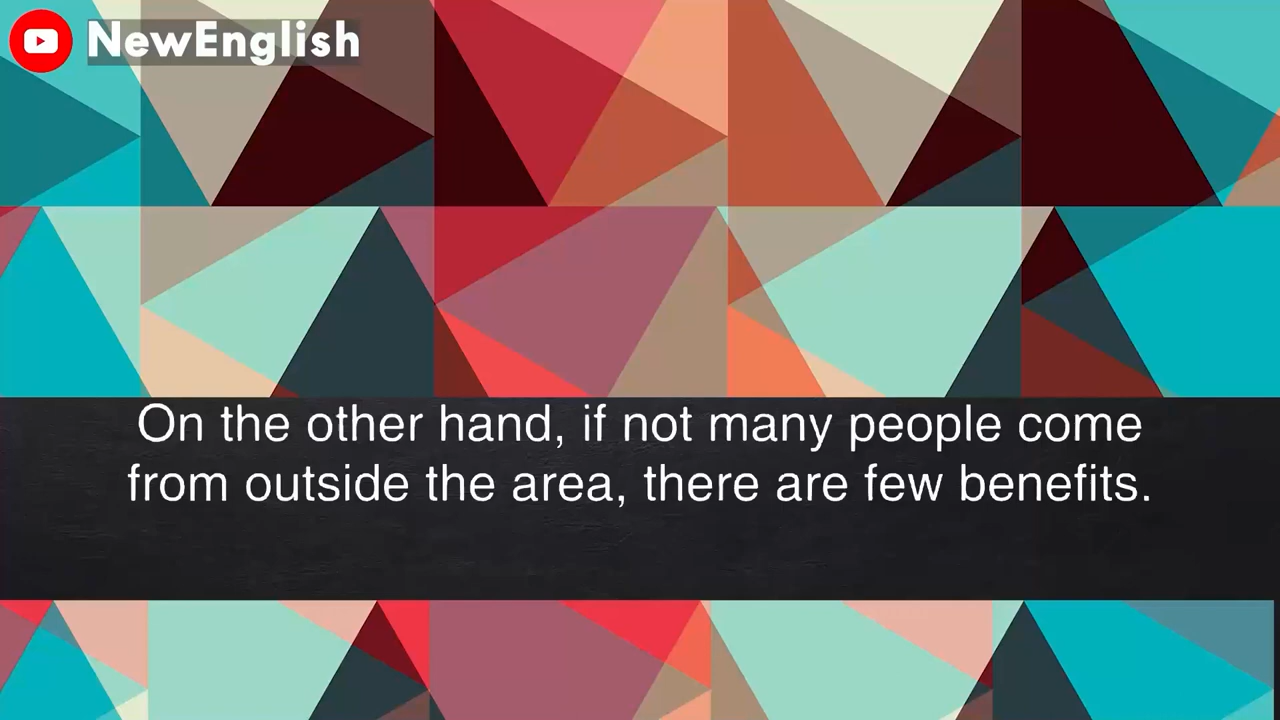 NewEnglish
On the other hand, if not many people come
from outside the area, there are few benefits.